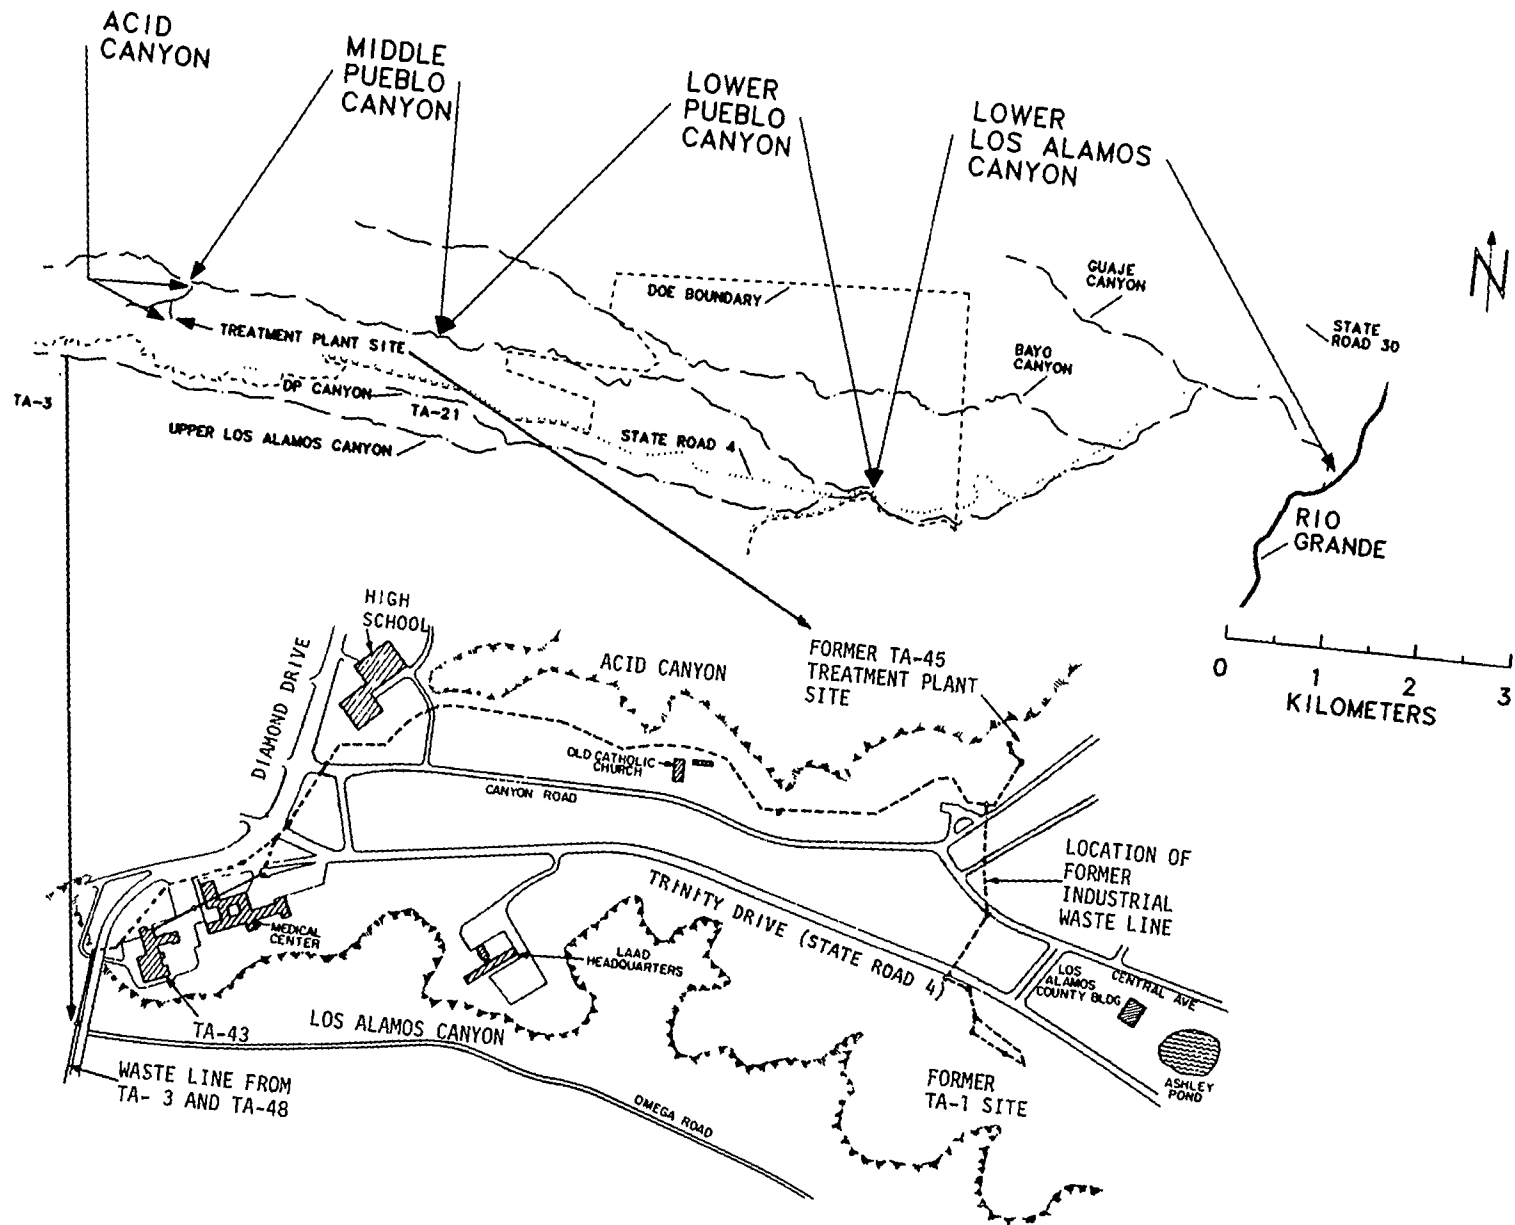 ACID
CANYON
MIDDLE
PUEBLO
CANYON
LOWER
PUEBLO
CANYON
LOWER
LOS ALAMOS
CANYON
N
GUAJE
CANYON
DOE BOUNDARY
STATE
ROAD 30
TREATMENT PLANT SITE
BAYO
CANYON
DP CANYON
TA-3
TA-21
UPPER LOS ALAMOS CANYON
STATE ROAD 4
RIO
GRANDE
0 1 2 3
KILOMETERS
HIGH
SCHOOL
DIAMOND DRIVE
ACID CANYON
FORMER TA-45
TREATMENT PLANT
SITE
OLD CATHOLIC
CHURCH
CANYON ROAD
LOCATION OF
FORMER
INDUSTRIAL
WASTE LINE
TRINITY DRIVE (STATE ROAD 4)
MEDICAL
CENTER
LAAD
HEADQUARTERS
LOS
ALAMOS
COUNTY BLDG
CENTRAL AVE
TA-43
LOS ALAMOS CANYON
WASTE LINE FROM
TA- 3 AND TA-48
OMEGA ROAD
FORMER
TA-1 SITE
ASHLEY
POND